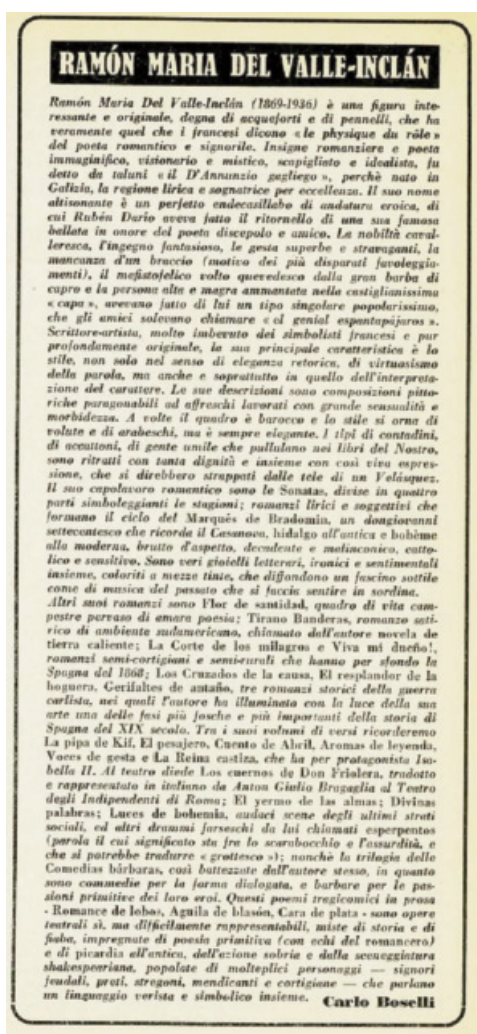 RAMÓN MARIA DEL VALLE-INCLÁN
Ramón Maria Del Valle-Inclán (1869-1936) è una figura inte-
ressante e originale, degna di acqueforti e di pennelli, che ha
veramente quel che i francesi dicono «le physique du rôle»
del poeta romantico e signorile. Insigne romanziere e poeta
immaginifico, visionario e mistico, scapigliato e idealista, fu
detto da taluni «il D'Annunzio gagliego», perchè nato in
Galizia, la regione lirica e sognatrice per eccellenza. Il suo nome
altisonante è un perfetto endecasillabo di andatura eroica, di
cui Rubén Darío aveva fatto il ritornello di una sua famosa
ballata in onore del poeta discepolo e amico. La nobiltà caval-
leresca, l'ingegno fantasioso, le gesta superbe e stravaganti, la
mancanza d'un braccio (motivo dei più disparati favoleggia-
menti), il mefistofelico volto quevedesco dalla gran barba di
capro e la persona alta e magra ammantata nella castiglianissima
«capa», avevano fatto di lui un tipo singolare popolarissimo,
che gli amici solevano chiamare «el genial espantapájaros».
Scrittore-artista, molto imbevuto dei simbolisti francesi e pur
profondamente originale, la sua principale caratteristica è lo
stile, non solo nel senso di eleganza retorica, di virtuosismo
della parola, ma anche e soprattutto in quello dell'interpreta-
zione del carattere. Le sue descrizioni sono composizioni pitto-
riche paragonabili ad affreschi lavorati con grande sensualità e
morbidezza. A volte il quadro è barocco e lo stile si orna di
volute e di arabeschi, ma è sempre elegante. I tipi di contadini,
di accattoni, di gente umile che pullulano nei libri del Nostro,
sono ritratti con tanta dignità e insieme con così viva espres-
sione, che si direbbero strappati dalle tele di un Velásquez.
Il suo capolavoro romantico sono le Sonatas, divise in quattro
parti simboleggianti le stagioni; romanzi lirici e soggettivi che
formano il ciclo del Marqués de Bradomin, un dongiovanni
settecentesco che ricorda il Casanova, hidalgo all'antica e bohème
alla moderna, brutto d'aspetto, decadente e malinconico, catto-
lico e sensitivo. Sono veri gioielli letterari, ironici e sentimentali
insieme, coloriti a mezze tinte, che diffondono un fascino sottile
come di musica del passato che si faccia sentire in sordina.
Altri suoi romanzi sono Flor de santidad, quadro di vita cam-
pestre pervaso di amara poesia; Tirano Banderas, romanzo sati-
rico di ambiente sudamericano, chiamato dall'autore novela de
tierra caliente; La Corte de los milagros e Viva mi dueño!,
romanzi semi-cortigiani e semi-rurali che hanno per sfondo la
Spagna del 1868; Los Cruzados de la causa, El resplandor de la
hoguera, Gerifaltes de antaño, tre romanzi storici della guerra
carlista, nei quali l'autore ha illuminato con la luce della sua
arte una delle fasi più fosche e più importanti della storia di
Spagna del XIX secolo. Tra i suoi volumi di versi ricorderemo
La pipa de Kif, El pesajero, Cuento de Abril, Aromas de leyenda,
Voces de gesta e La Reina castiza, che ha per protagonista Isa-
bella II. Al teatro diede Los cuernos de Don Friolera, tradotto
e rappresentato in italiano da Anton Giulio Bragaglia al Teatro
degli Indipendenti di Roma; El yermo de las almas; Divinas
palabras; Luces de bohemia, audaci scene degli ultimi strati
sociali, ed altri drammi farseschi da lui chiamati esperpentos
(parola il cui significato sta fra lo scarabocchio e l'assurdità, e
che si potrebbe tradurre «grottesco»); nonchè la trilogia delle
Comedias bárbaras, così battezzate dall'autore stesso, in quanto
sono commedie per la forma dialogata, e barbare per le pas-
sioni primitive dei loro eroi. Questi poemi tragicomici in prosa
- Romance de lobos, Aguila de blasón, Cara de plata - sono opere
teatrali sì, ma difficilmente rappresentabili, miste di storia e di
fiaba, impregnate di poesia primitiva (con echi del romancero)
e di picardia all'antica, dall'azione sobria e dalla sceneggiatura
shakespeariana, popolate di molteplici personaggi — signori
feudali, preti, stregoni, mendicanti e cortigiane — che parlano
un linguaggio verista e simbolico insieme. Carlo Boselli